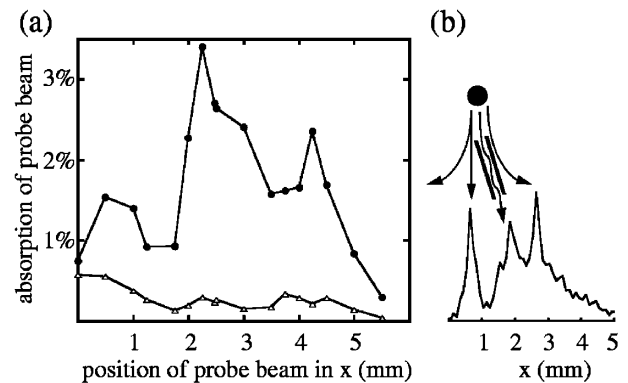 (a)
(b)
absorption of probe beam
3%
2%
1%
1 2 3 4 5
position of probe beam in x (mm)
1 2 3 4 5
x (mm)